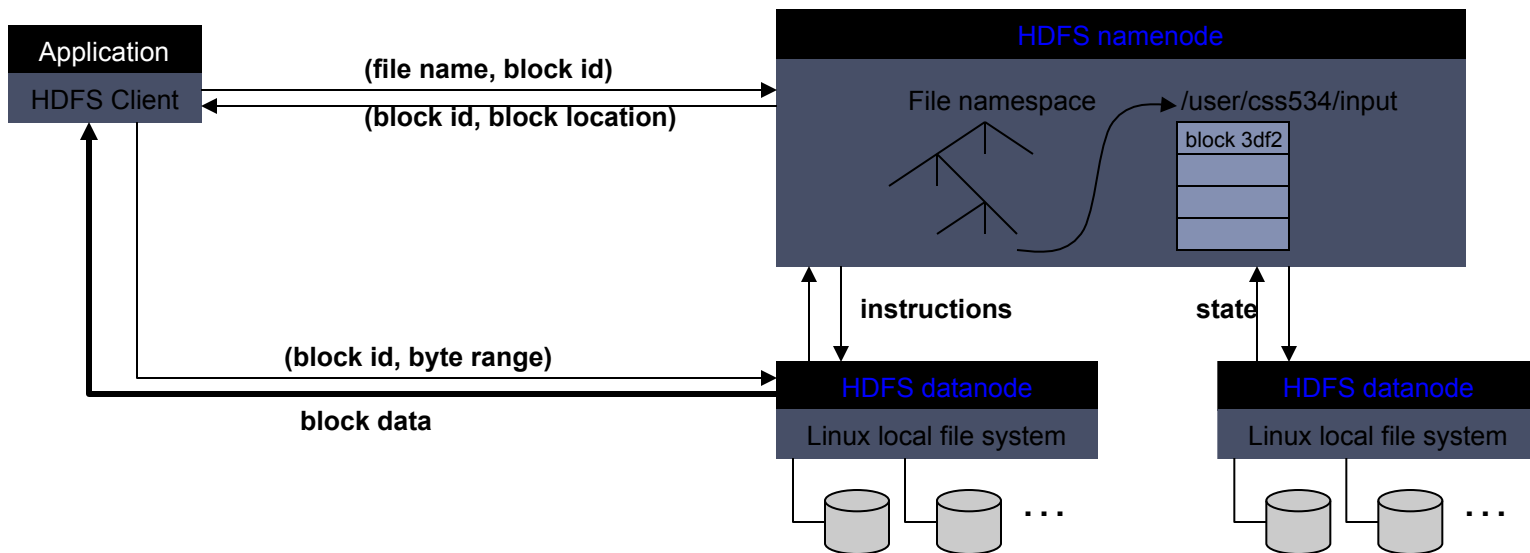 Application
HDFS Client
(file name, block id)
(block id, block location)
HDFS namenode
File namespace
/user/css534/input
block 3df2
instructions
state
(block id, byte range)
block data
HDFS datanode
Linux local file system
. . .
HDFS datanode
Linux local file system
. . .